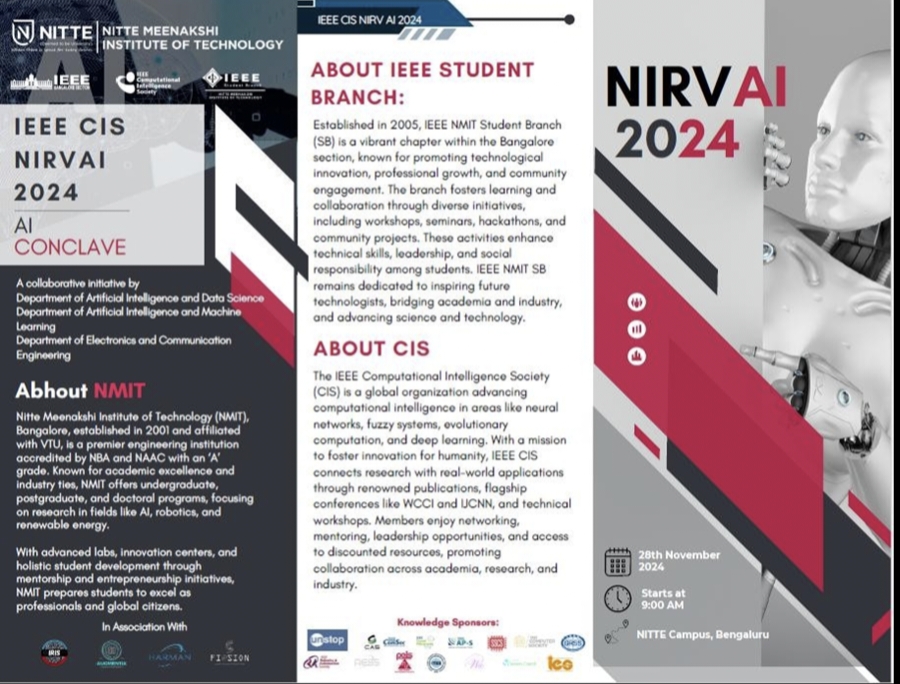 NITTE
NITTE MEENAKSHI
INSTITUTE OF TECHNOLOGY
IEEE
BANGALORE SECTION
IEEE
Computational
Intelligence
Society
IEEE
IEEE CIS
NIRVAI
2024
AI
CONCLAVE
A collaborative initiative by
Department of Artificial Intelligence and Data Science
Department of Artificial Intelligence and Machine
Learning
Department of Electronics and Communication
Engineering
Abhout NMIT
Nitte Meenakshi Institute of Technology (NMIT),
Bangalore, established in 2001 and affiliated
with VTU, is a premier engineering institution
accredited by NBA and NAAC with an 'A'
grade. Known for academic excellence and
industry ties, NMIT offers undergraduate,
postgraduate, and doctoral programs, focusing
on research in fields like AI, robotics, and
renewable energy.
With advanced labs, innovation centers, and
holistic student development through
mentorship and entrepreneurship initiatives,
NMIT prepares students to excel as
professionals and global citizens.
In Association With
IRIS
HARMAN
IEEE CIS NIRV AI 2024
ABOUT IEEE STUDENT
BRANCH:
Established in 2005, IEEE NMIT Student Branch
(SB) is a vibrant chapter within the Bangalore
section, known for promoting technological
innovation, professional growth, and community
engagement. The branch fosters learning and
collaboration through diverse initiatives,
including workshops, seminars, hackathons, and
community projects. These activities enhance
technical skills, leadership, and social
responsibility among students. IEEE NMIT SB
remains dedicated to inspiring future
technologists, bridging academia and industry,
and advancing science and technology.
ABOUT CIS
The IEEE Computational Intelligence Society
(CIS) is a global organization advancing
computational intelligence in areas like neural
networks, fuzzy systems, evolutionary
computation, and deep learning. With a mission
to foster innovation for humanity, IEEE CIS
connects research with real-world applications
through renowned publications, flagship
conferences like WCCI and IJCNN, and technical
workshops. Members enjoy networking,
mentoring, leadership opportunities, and access
to discounted resources, promoting
collaboration across academia, research, and
industry.
Knowledge Sponsors:
unstop
CAS
NIRVAI
2024
28th November
2024
Starts at
9:00 AM
NITTE Campus, Bengaluru